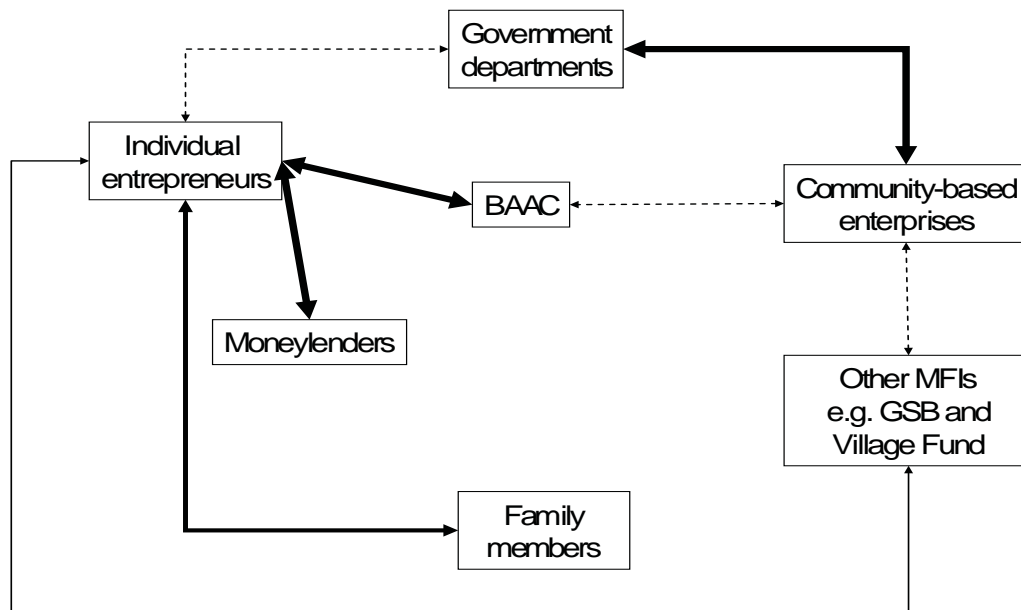 Government
departments
Individual
entrepreneurs
BAAC
Community-based
enterprises
Moneylenders
Other MFIs
e.g. GSB and
Village Fund
Family
members